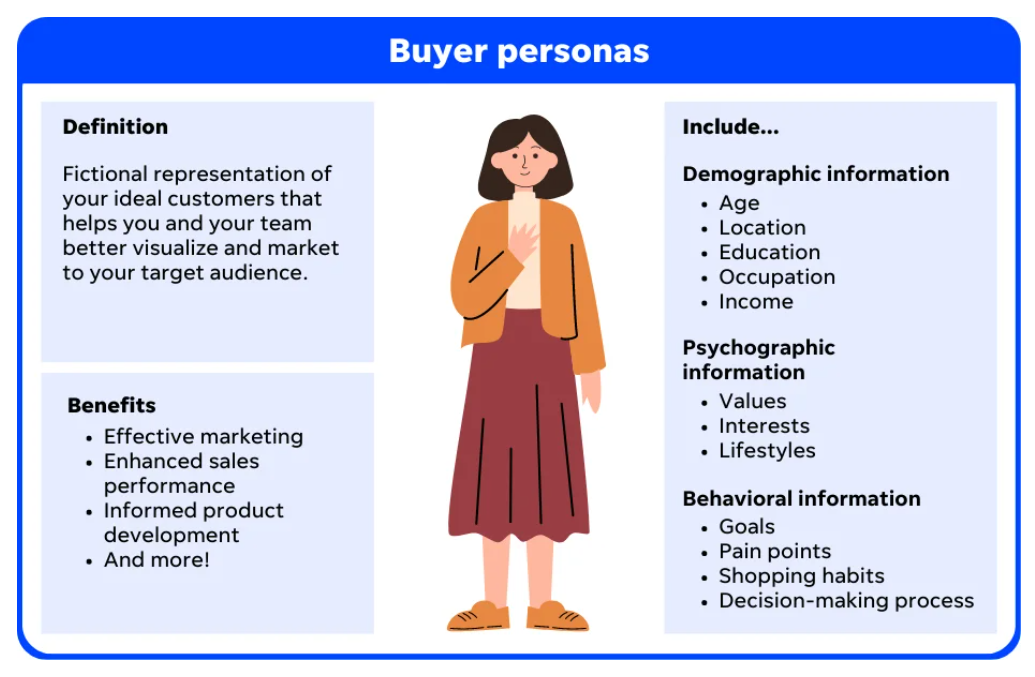 Buyer personas
Definition
Fictional representation of
your ideal customers that
helps you and your team
better visualize and market
to your target audience.
Benefits
• Effective marketing
• Enhanced sales
performance
• Informed product
development
• And more!
Include...
Demographic information
• Age
• Location
• Education
• Occupation
• Income
Psychographic
information
• Values
• Interests
• Lifestyles
Behavioral information
• Goals
• Pain points
• Shopping habits
• Decision-making process